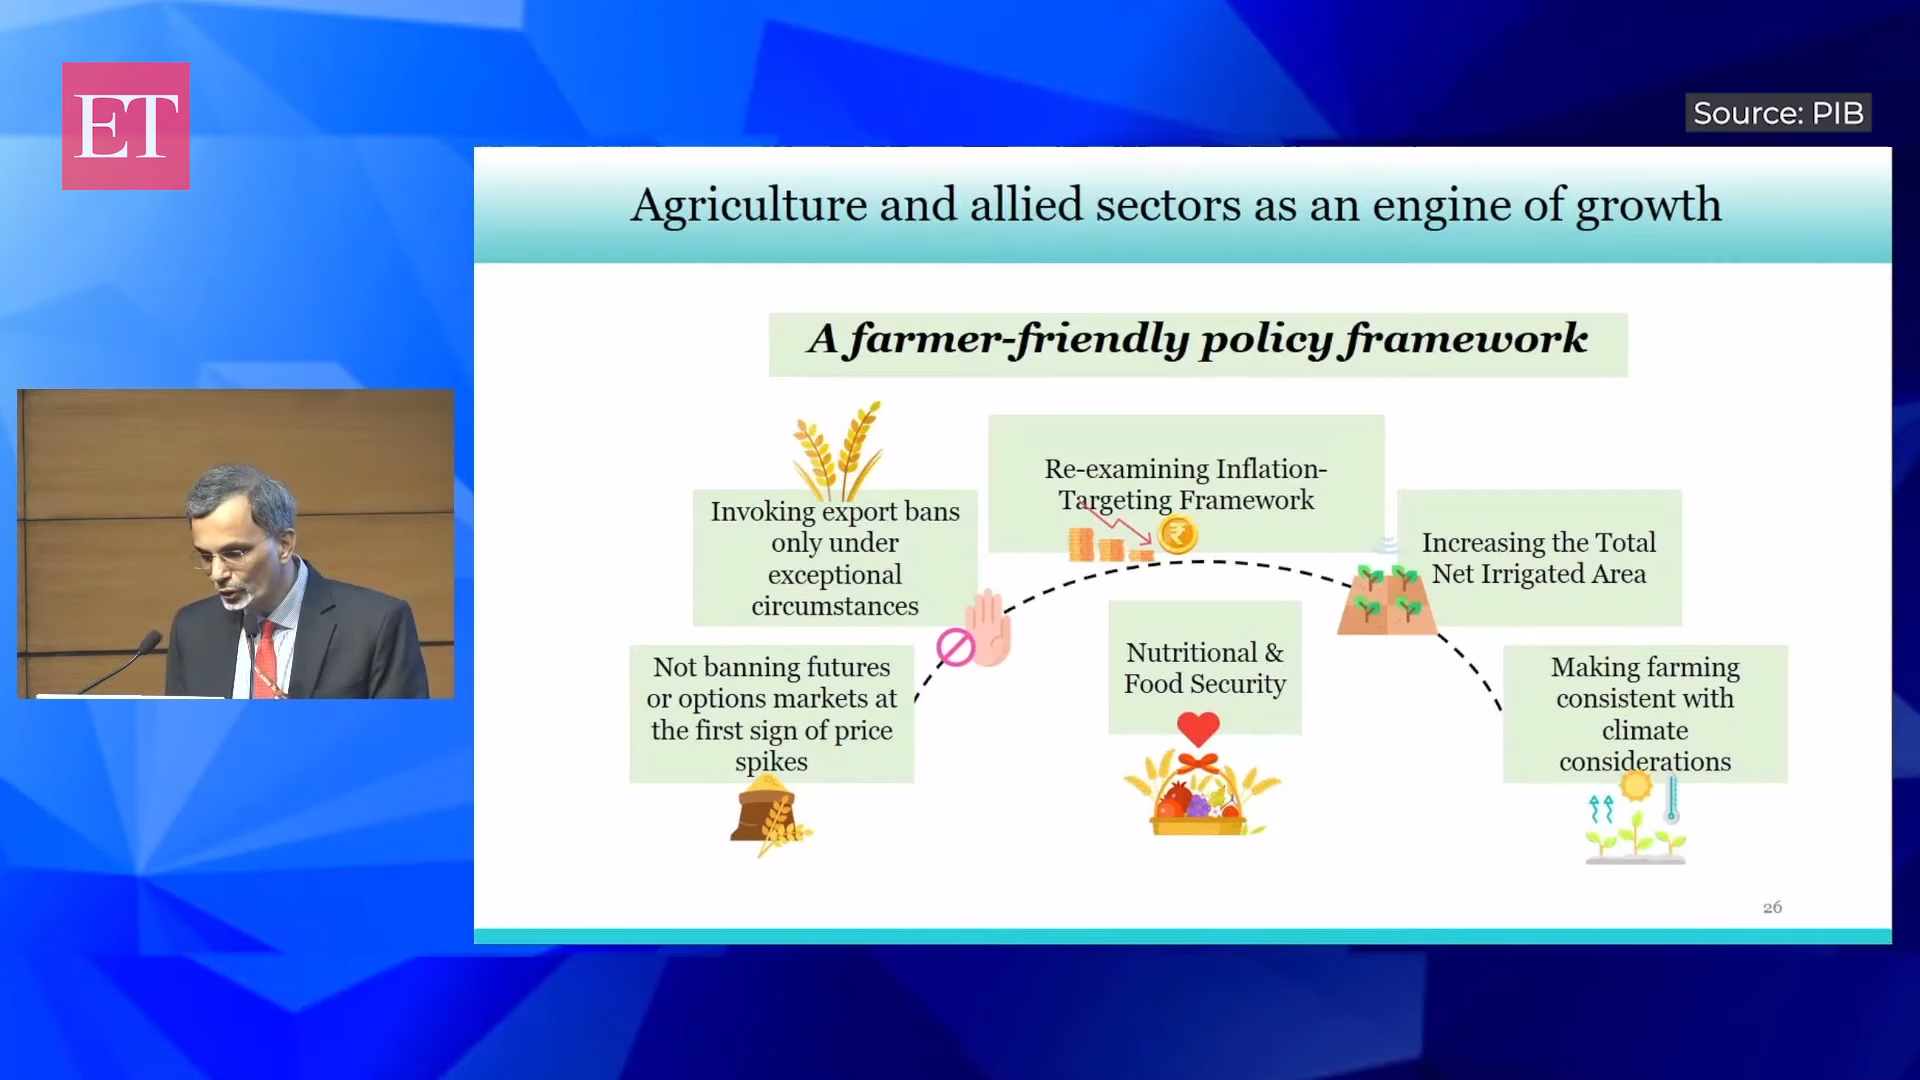 ET
Source: PIB
Agriculture and allied sectors as an engine of growth
A farmer-friendly policy framework
Re-examining Inflation-
Targeting Framework
Invoking export bans
only under
exceptional
circumstances
Increasing the Total
Net Irrigated Area
Not banning futures
or options markets at
the first sign of price
spikes
Nutritional &
Food Security
Making farming
consistent with
climate
considerations
₹
26